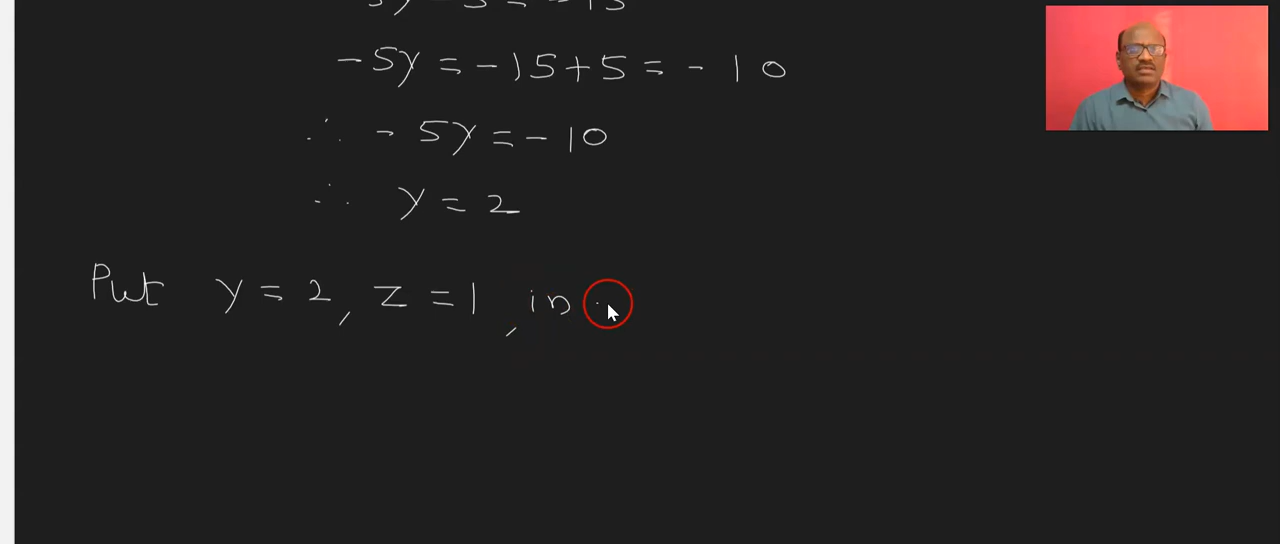 - 5y = - 15 + 5 = - 10
∴ - 5y = - 10
∴ y = 2
Put y = 2, z = 1, in